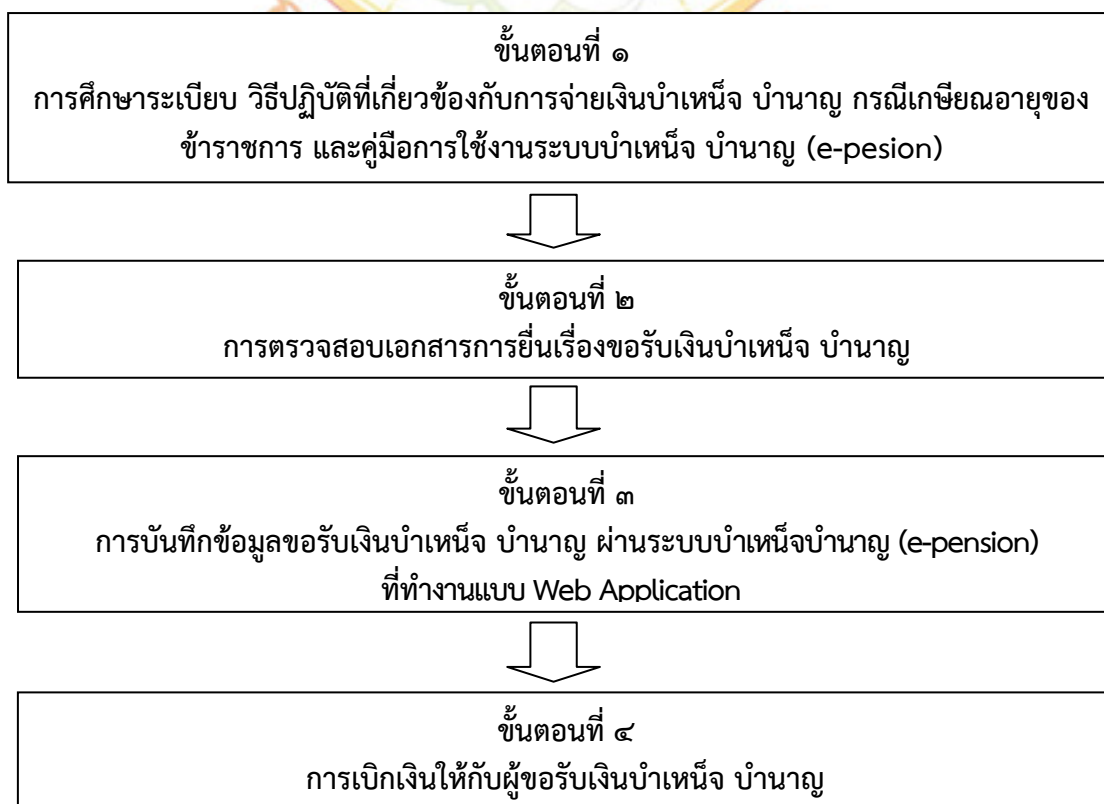 ขั้นตอนที่ ๑
การศึกษาระเบียบ วิธีปฏิบัติที่เกี่ยวข้องกับการจ่ายเงินบำเหน็จ บำนาญ กรณีเกษียณอายุของ
ข้าราชการ และคู่มือการใช้งานระบบบำเหน็จ บำนาญ (e-pesion)
ขั้นตอนที่ ๒
การตรวจสอบเอกสารการยื่นเรื่องขอรับเงินบำเหน็จ บำนาญ
ขั้นตอนที่ ๓
การบันทึกข้อมูลขอรับเงินบำเหน็จ บำนาญ ผ่านระบบบำเหน็จบำนาญ (e-pension)
ที่ทำงานแบบ Web Application
ขั้นตอนที่ ๔
การเบิกเงินให้กับผู้ขอรับเงินบำเหน็จ บำนาญ